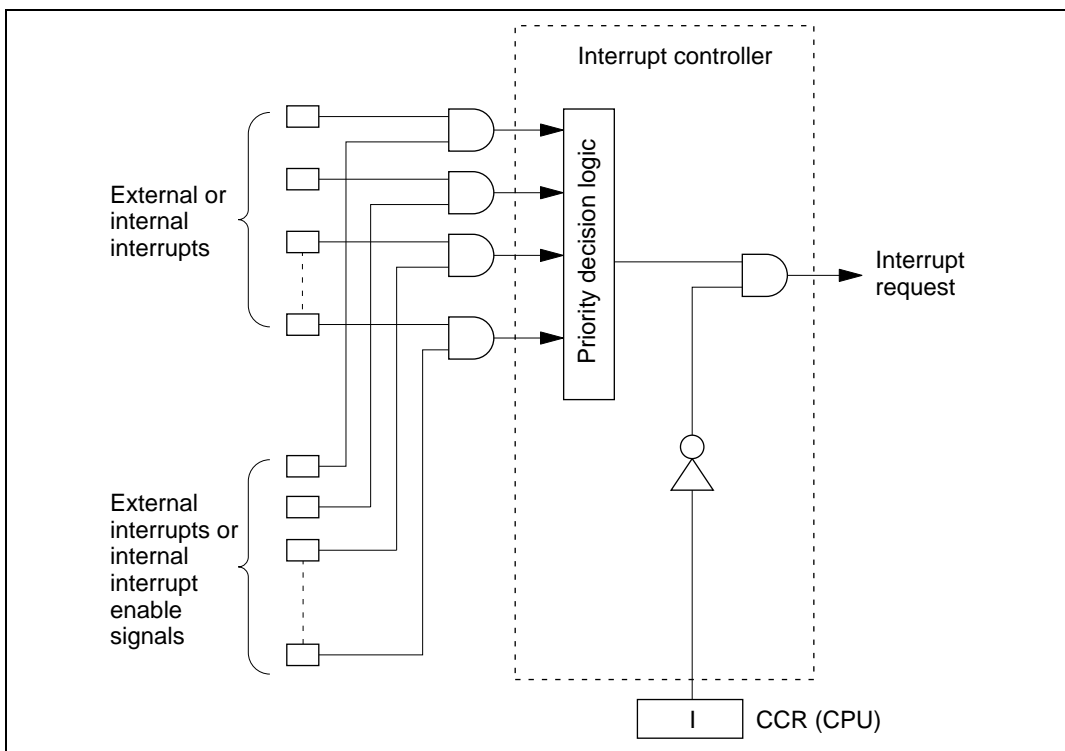 Interrupt controller
External or
internal
interrupts
Priority decision logic
Interrupt
request
External
interrupts or
internal
interrupt
enable
signals
I
CCR (CPU)